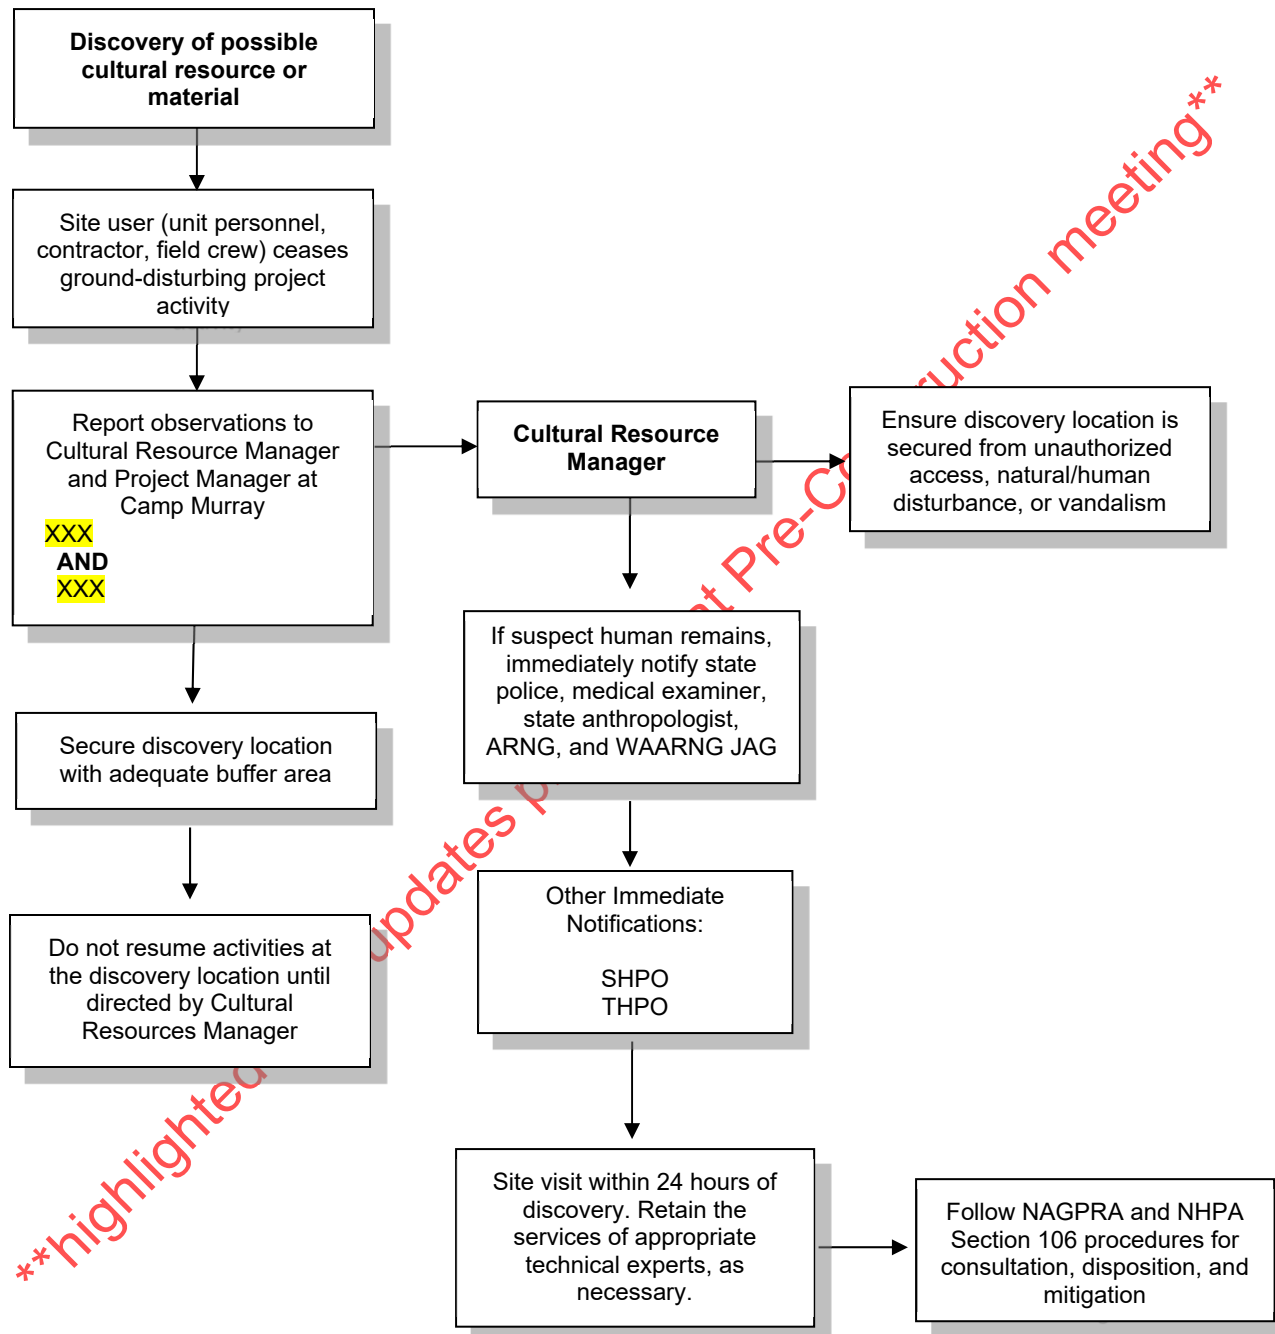 Discovery of possible
cultural resource or
material
Site user (unit personnel,
contractor, field crew) ceases
ground-disturbing project
activity
Report observations to
Cultural Resource Manager
and Project Manager at
Camp Murray
XXX
AND
XXX
Secure discovery location
with adequate buffer area
Do not resume activities at
the discovery location until
directed by Cultural
Resources Manager
Cultural Resource
Manager
Ensure discovery location is
secured from unauthorized
access, natural/human
disturbance, or vandalism
If suspect human remains,
immediately notify state
police, medical examiner,
state anthropologist,
ARNG, and WAARNG JAG
Other Immediate
Notifications:
SHPO
THPO
Site visit within 24 hours of
discovery. Retain the
services of appropriate
technical experts, as
necessary.
Follow NAGPRA and NHPA
Section 106 procedures for
consultation, disposition, and
mitigation
**highlighted updates at Pre-Construction meeting**